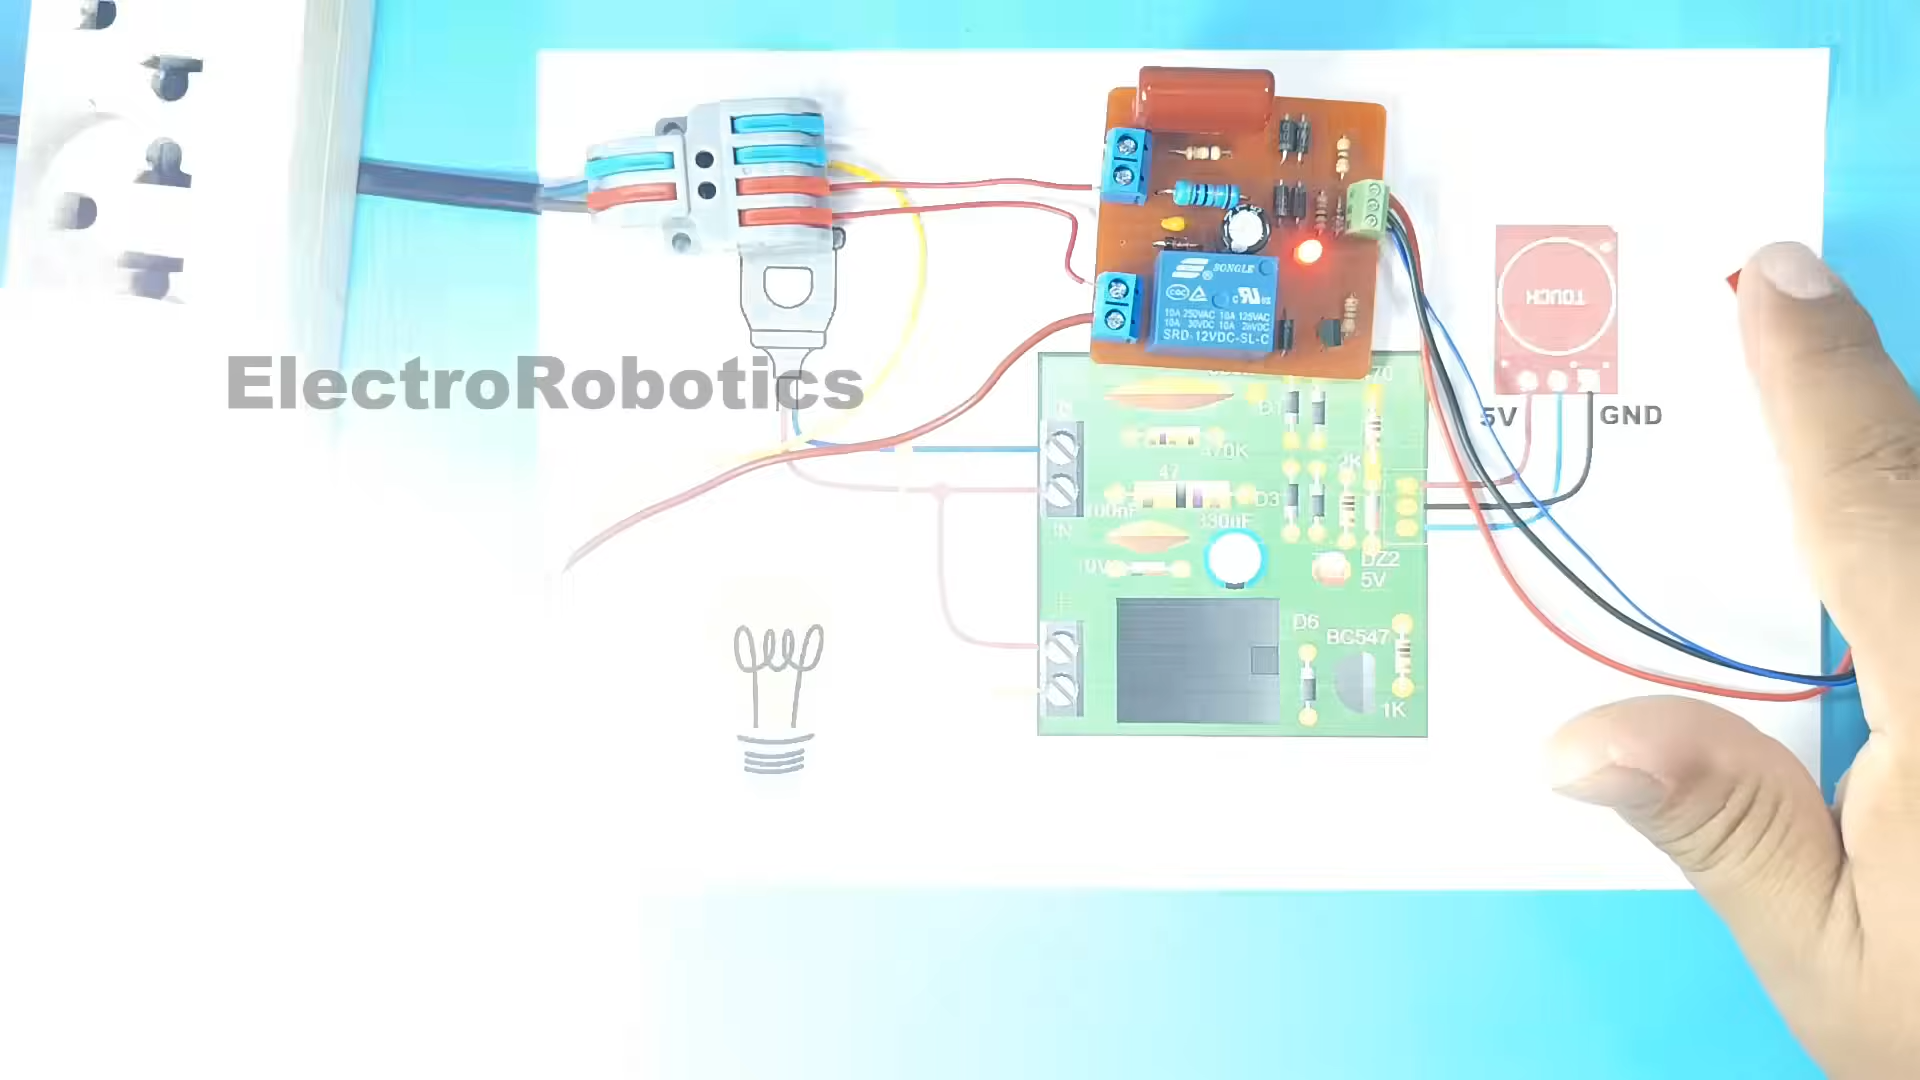 SONGLE
10A 250VAC 10A 125VAC
10A 30VDC 10A 28VDC
SRD-12VDC-SL-C
TOUCH
ElectroRobotics
5V
GND
D1
470K
2K
47
D3
100nF
330uF
IN
DZ2
5V
D6
BC547
1K